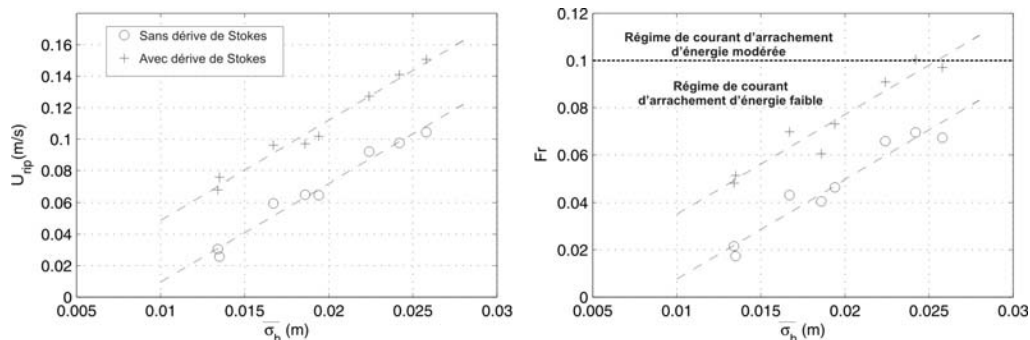 0.16
0.14
0.12
0.1
0.08
0.06
0.04
0.02
0
U_rip(m/s)
Sans dérive de Stokes
Avec dérive de Stokes
0.005 0.01 0.015 0.02 0.025 0.03
σ_b (m)
0.12
0.1
0.08
0.06
0.04
0.02
0
Fr
Régime de courant d'arrachement
d'énergie modérée
Régime de courant
d'arrachement d'énergie faible
0.005 0.01 0.015 0.02 0.025 0.03
σ_b (m)